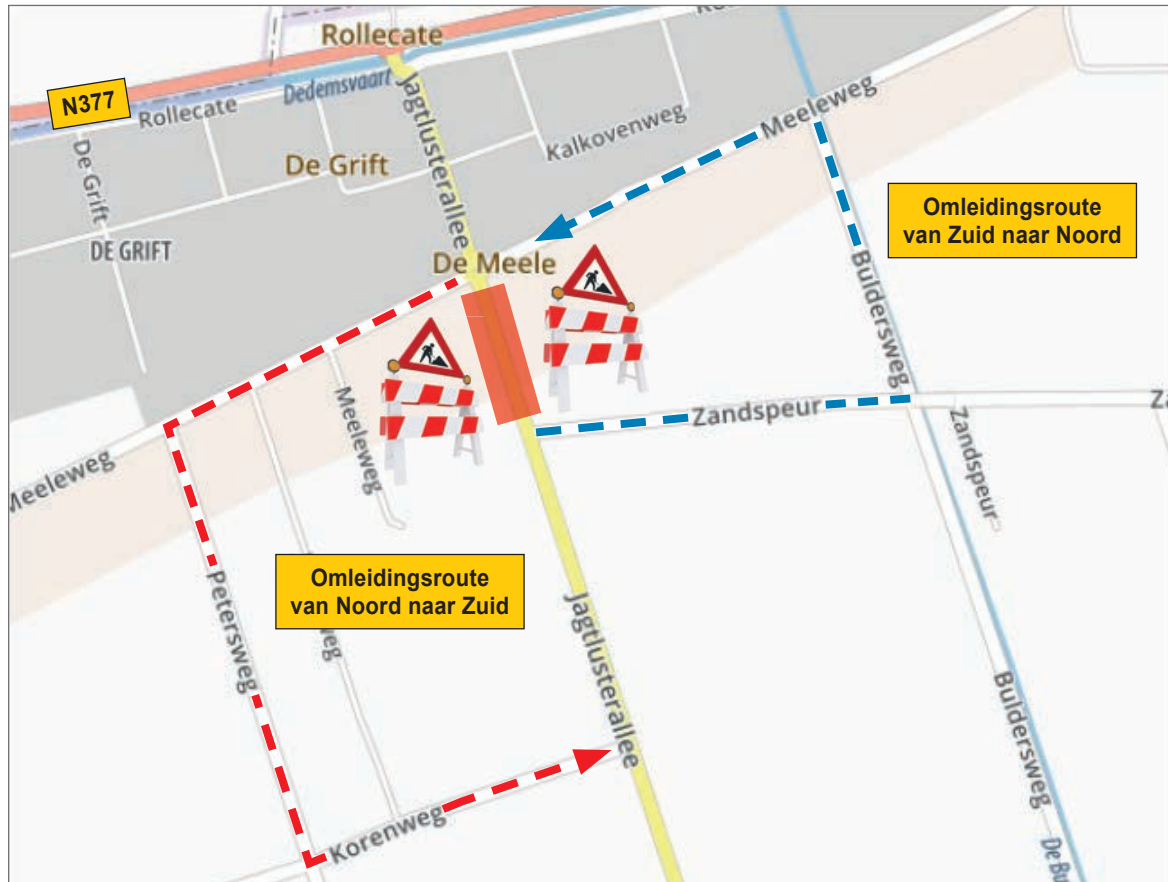 Rollecate
N377
Dedemsvaart
Rollecate
Jagtlusterallee
Meeleweg
Kalkovenweg
De Grift
De Grift
DE GRIFT
Omleidingsroute
van Zuid naar Noord
De Meele
Buldersweg
Zandspeur
Meeleweg
Meeleweg
Zandspeur
Omleidingsroute
van Noord naar Zuid
Petersweg
weg
Jagtlusterallee
Buldersweg
Korenweg